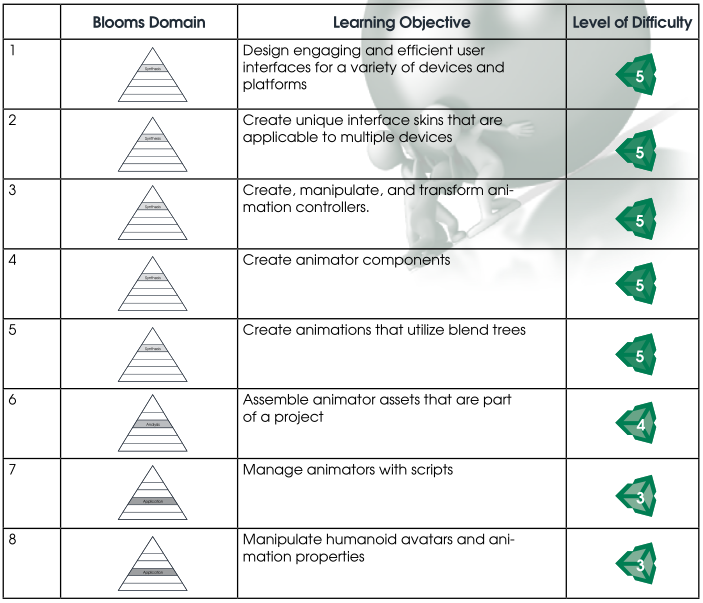 Blooms Domain Learning Objective Level of Difficulty
1
Synthesis
Design engaging and efficient user
interfaces for a variety of devices and
platforms
5
2
Synthesis
Create unique interface skins that are
applicable to multiple devices
5
3
Synthesis
Create, manipulate, and transform ani-
mation controllers.
5
4
Synthesis
Create animator components
5
5
Synthesis
Create animations that utilize blend trees
5
6
Analysis
Assemble animator assets that are part
of a project
4
7
Application
Manage animators with scripts
3
8
Application
Manipulate humanoid avatars and ani-
mation properties
3